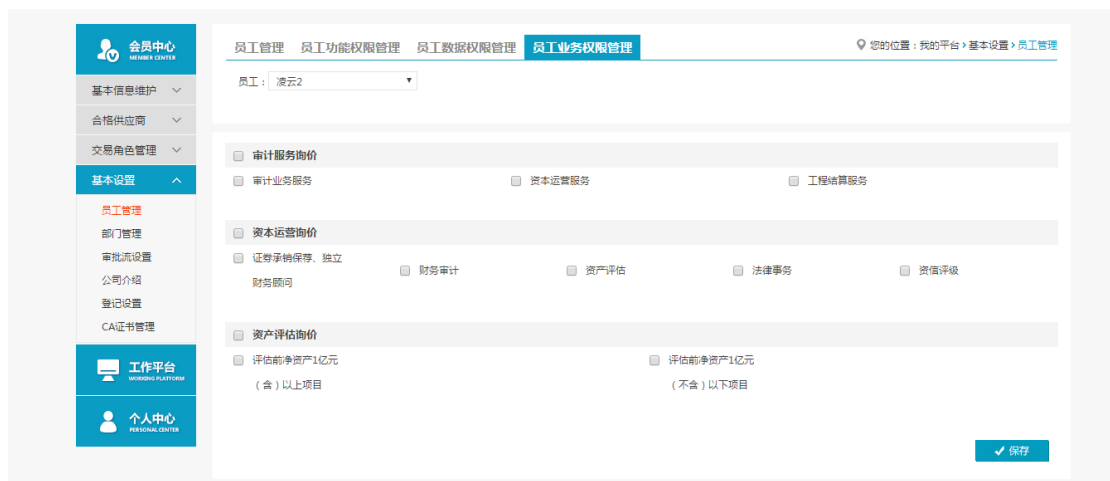 会员中心
MEMBER CENTER
基本信息维护
合格供应商
交易角色管理
基本设置
员工管理
部门管理
审批流设置
公司介绍
登记设置
CA证书管理
工作平台
WORKING PLATFORM
个人中心
PERSONAL CENTER
员工管理 员工功能权限管理 员工数据权限管理 员工业务权限管理
您的位置：我的平台›基本设置›员工管理
员工： 凌云2
审计服务询价
审计业务服务 资本运营服务 工程结算服务
资本运营询价
证券承销保荐、独立
财务顾问 财务审计 资产评估 法律事务 资信评级
资产评估询价
评估前净资产1亿元 评估前净资产1亿元
（含）以上项目 （不含）以下项目
保存